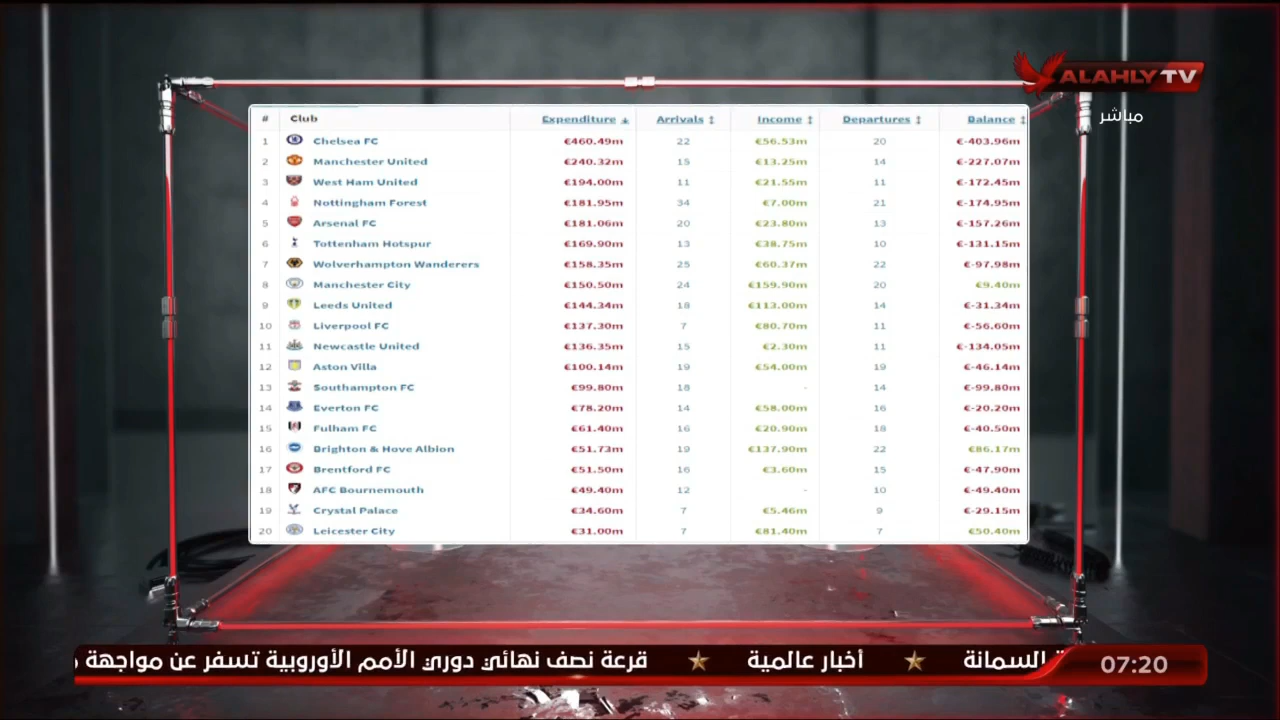 ALAHLY TV
مباشر
# Club Expenditure Arrivals Income Departures Balance
1 Chelsea FC €460.49m 22 €56.53m 20 €-403.96m
2 Manchester United €240.32m 15 €13.25m 14 €-227.07m
3 West Ham United €194.00m 11 €21.55m 11 €-172.45m
4 Nottingham Forest €181.95m 34 €7.00m 21 €-174.95m
5 Arsenal FC €181.06m 20 €23.80m 13 €-157.26m
6 Tottenham Hotspur €169.90m 13 €38.75m 10 €-131.15m
7 Wolverhampton Wanderers €158.35m 25 €60.37m 22 €-97.98m
8 Manchester City €150.50m 24 €159.90m 20 €9.40m
9 Leeds United €144.34m 18 €113.00m 14 €-31.34m
10 Liverpool FC €137.30m 7 €80.70m 11 €-56.60m
11 Newcastle United €136.35m 15 €2.30m 11 €-134.05m
12 Aston Villa €100.14m 19 €54.00m 19 €-46.14m
13 Southampton FC €99.80m 18 - 14 €-99.80m
14 Everton FC €78.20m 14 €58.00m 16 €-20.20m
15 Fulham FC €61.40m 16 €20.90m 18 €-40.50m
16 Brighton & Hove Albion €51.73m 19 €137.90m 22 €86.17m
17 Brentford FC €51.50m 16 €3.60m 15 €-47.90m
18 AFC Bournemouth €49.40m 12 - 10 €-49.40m
19 Crystal Palace €34.60m 7 €5.46m 9 €-29.15m
20 Leicester City €31.00m 7 €81.40m 7 €50.40m
السمانة ★ أخبار عالمية ★ قرعة نصف نهائي دوري الأمم الأوروبية تسفر عن مواجهة
07:20